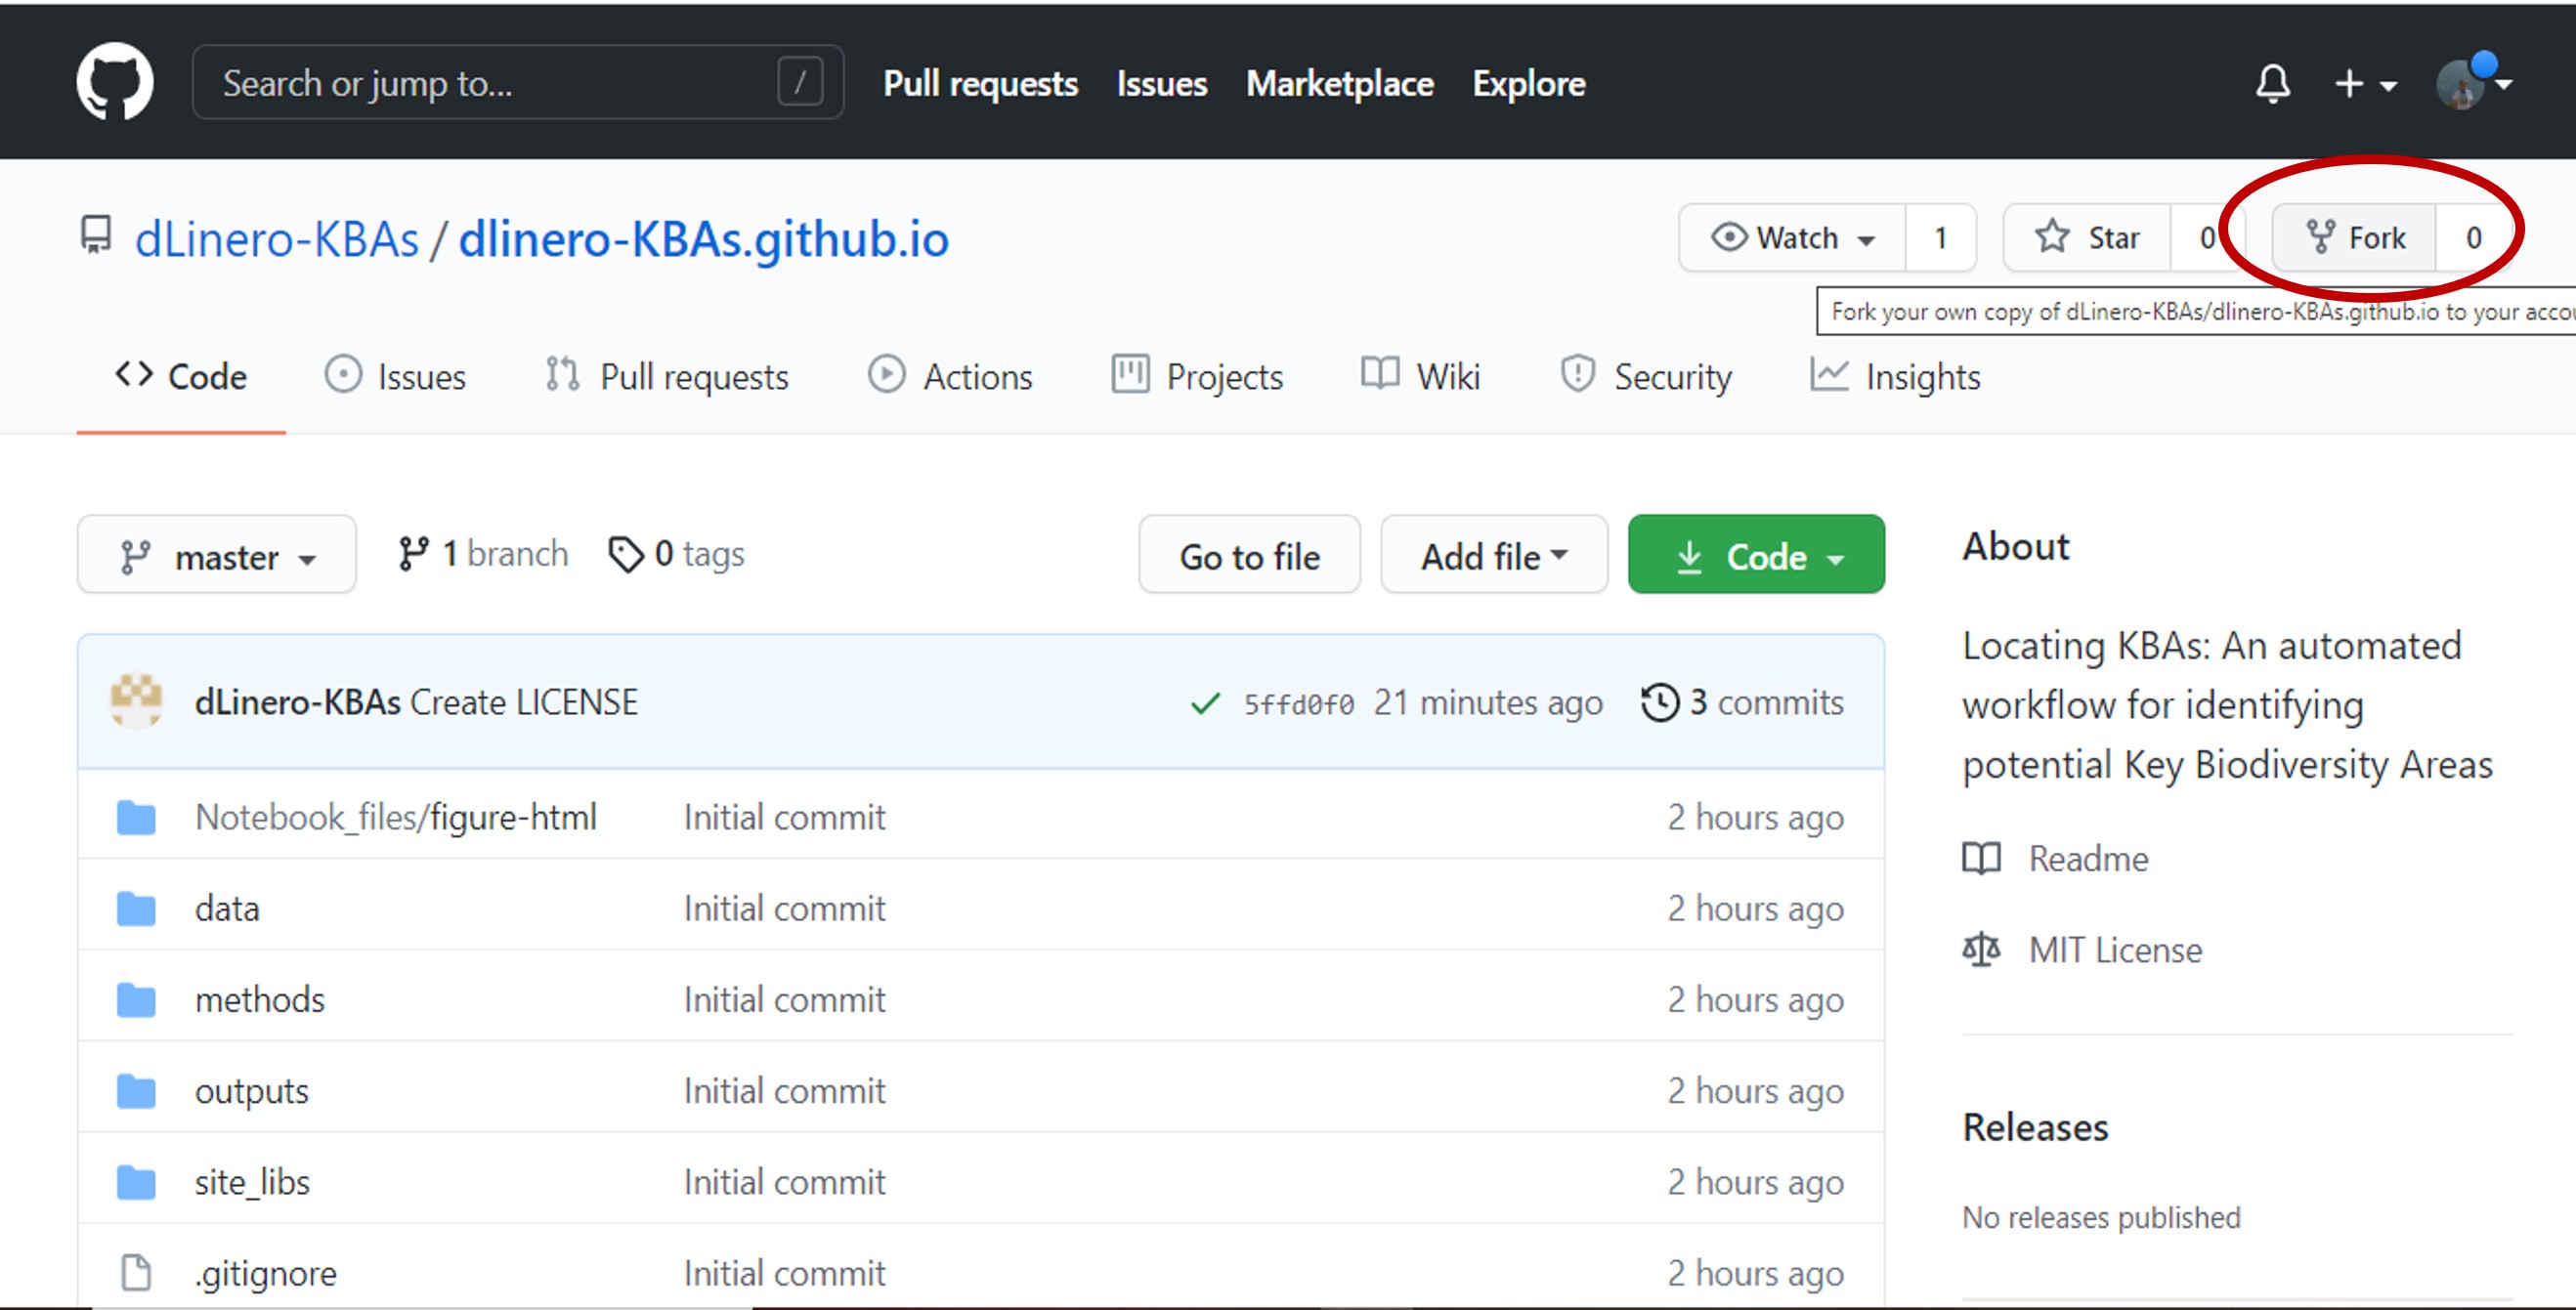 Search or jump to... / Pull requests Issues Marketplace Explore
dLinero-KBAs / dlinero-KBAs.github.io Watch 1 Star 0 Fork 0
Fork your own copy of dLinero-KBAs/dlinero-KBAs.github.io to your accou
Code Issues Pull requests Actions Projects Wiki Security Insights
master 1 branch 0 tags Go to file Add file Code
dLinero-KBAs Create LICENSE 5ffd0f0 21 minutes ago 3 commits
Notebook_files/figure-html Initial commit 2 hours ago
data Initial commit 2 hours ago
methods Initial commit 2 hours ago
outputs Initial commit 2 hours ago
site_libs Initial commit 2 hours ago
.gitignore Initial commit 2 hours ago
About
Locating KBAs: An automated
workflow for identifying
potential Key Biodiversity Areas
Readme
MIT License
Releases
No releases published